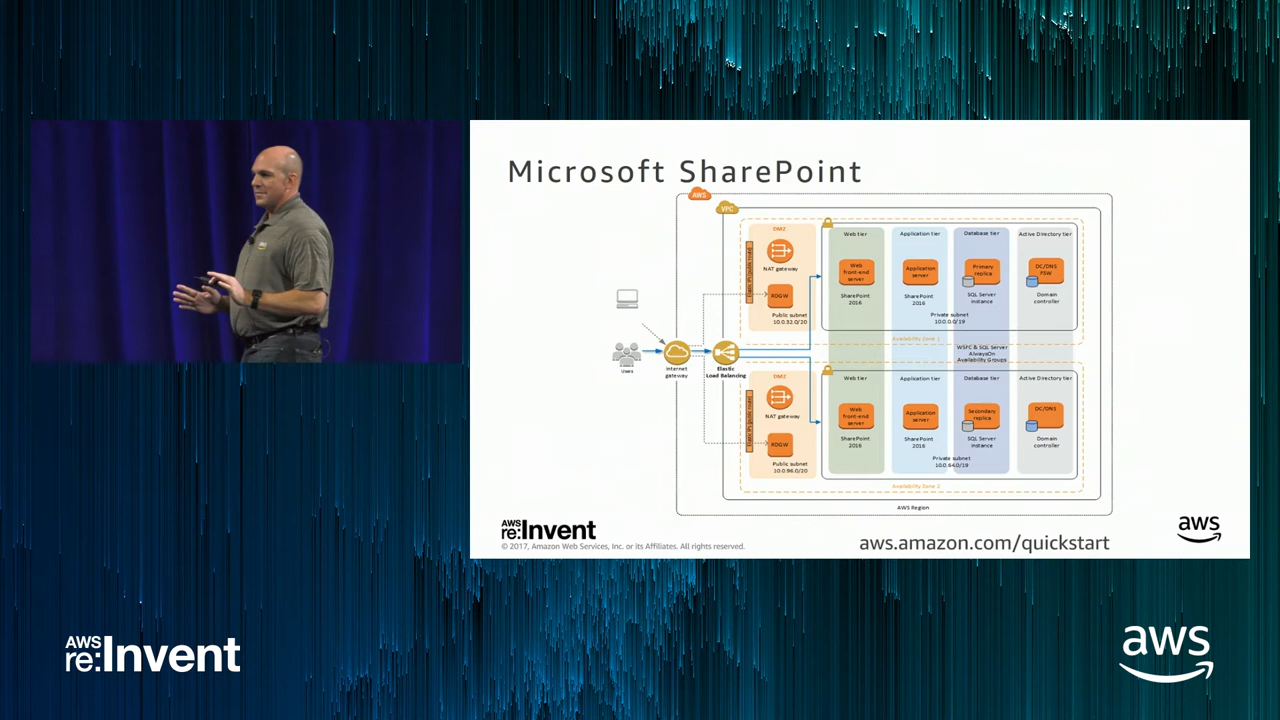 Microsoft SharePoint
AWS
VPC
DMZ
NAT gateway
RDGW
Public subnet
10.0.32.0/20
Web tier
Web
front-end
server
SharePoint
2016
Application tier
Application
server
SharePoint
2016
Database tier
Primary
replica
SQL Server
instance
Active Directory tier
DC/DNS
FSW
Domain
controller
Private subnet
10.0.0.0/19
Availability Zone 1
Users
Internet
gateway
Elastic
Load Balancing
WSFC & SQL Server
AlwaysOn
Availability Groups
DMZ
NAT gateway
RDGW
Public subnet
10.0.96.0/20
Web tier
Web
front-end
server
SharePoint
2016
Application tier
Application
server
SharePoint
2016
Database tier
Secondary
replica
SQL Server
instance
Active Directory tier
DC/DNS
Domain
controller
Private subnet
10.0.64.0/19
Availability Zone 2
AWS Region
AWS
re:Invent
© 2017, Amazon Web Services, Inc. or its Affiliates. All rights reserved.
aws.amazon.com/quickstart
aws
AWS
re:Invent
aws